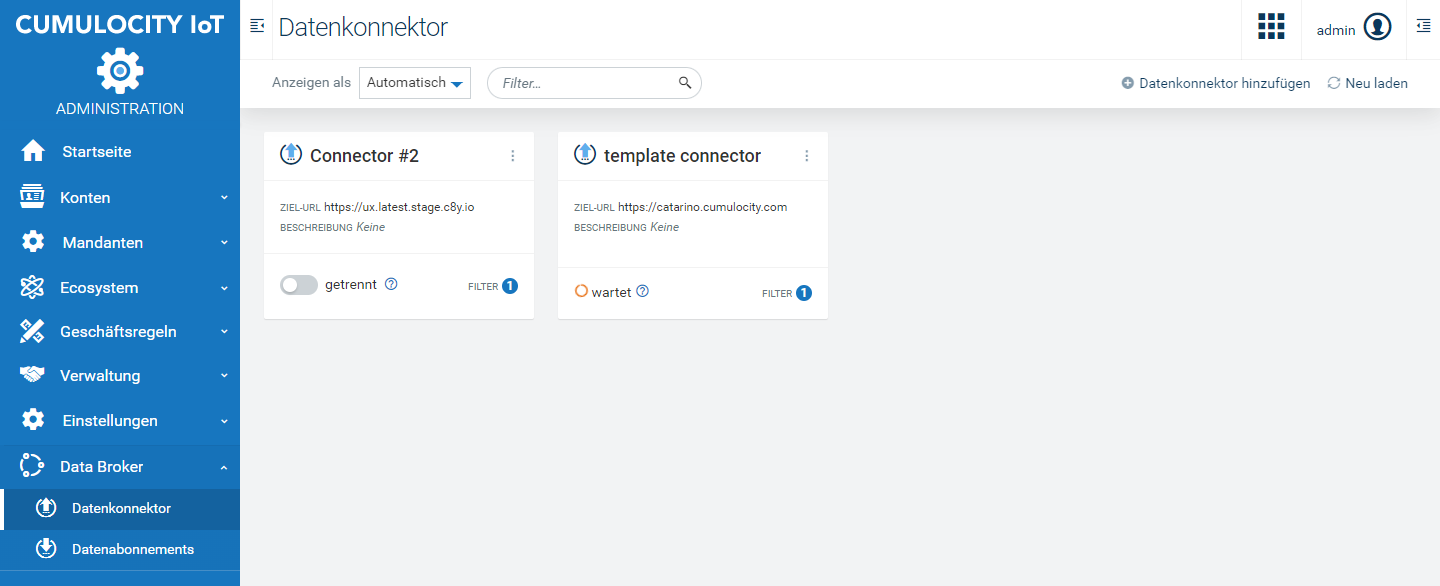 CUMULOCITY IoT
ADMINISTRATION
Startseite
Konten
Mandanten
Ecosystem
Geschäftsregeln
Verwaltung
Einstellungen
Data Broker
Datenkonnektor
Datenabonnements
Datenkonnektor
admin
Anzeigen als Automatisch Filter... Datenkonnektor hinzufügen Neu laden
Connector #2
ZIEL-URL https://ux.latest.stage.c8y.io
BESCHREIBUNG Keine
getrennt FILTER 1
template connector
ZIEL-URL https://catarino.cumulocity.com
BESCHREIBUNG Keine
wartet FILTER 1